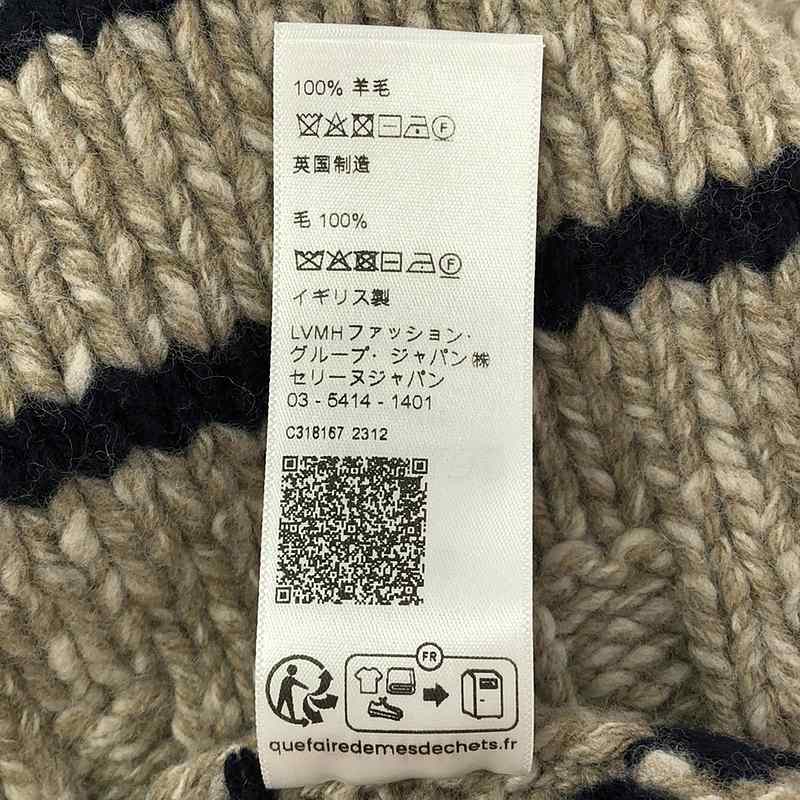 100% 羊毛
英国制造
毛 100%
イギリス製
LVMHファッション・
グループ・ジャパン㈱
セリーヌジャパン
03 - 5414 - 1401
C318157 2312
FR
quefairedemesdechets.fr